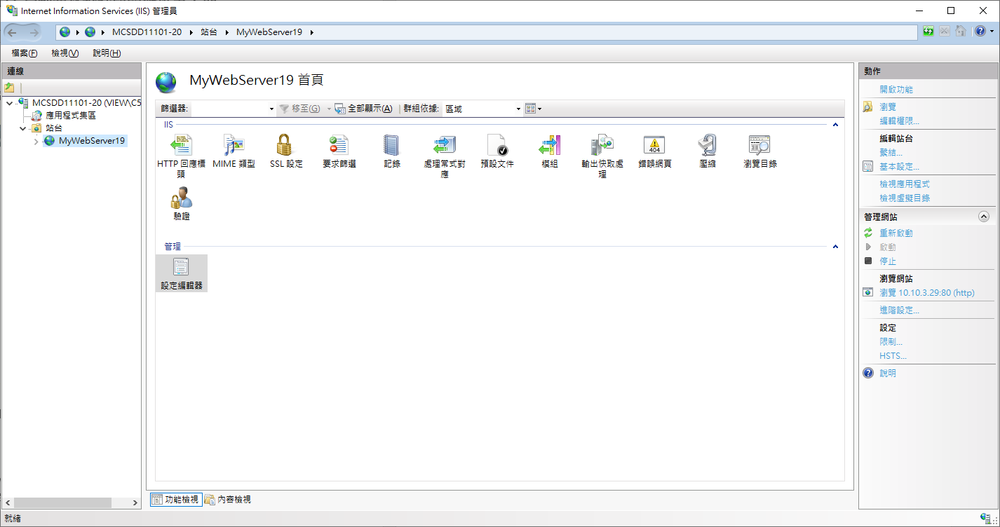 Internet Information Services (IIS) 管理員
MCSDD11101-20 站台 MyWebServer19
檔案(F) 檢視(V) 說明(H)
連線
MCSDD11101-20 (VIEW\C5
應用程式集區
站台
MyWebServer19
MyWebServer19 首頁
篩選器: 移至(G) 全部顯示(A) 群組依據: 區域
IIS
HTTP 回應標
頭
MIME 類型
SSL 設定
要求篩選
記錄
處理常式對
應
預設文件
模組
輸出快取處
理
錯誤網頁
404
壓縮
瀏覽目錄
驗證
管理
設定編輯器
功能檢視 內容檢視
動作
開啟功能
瀏覽
編輯權限...
編輯站台
繫結...
基本設定...
檢視應用程式
檢視虛擬目錄
管理網站
重新啟動
啟動
停止
瀏覽網站
瀏覽 10.10.3.29:80 (http)
進階設定...
設定
限制...
HSTS...
說明
就緒